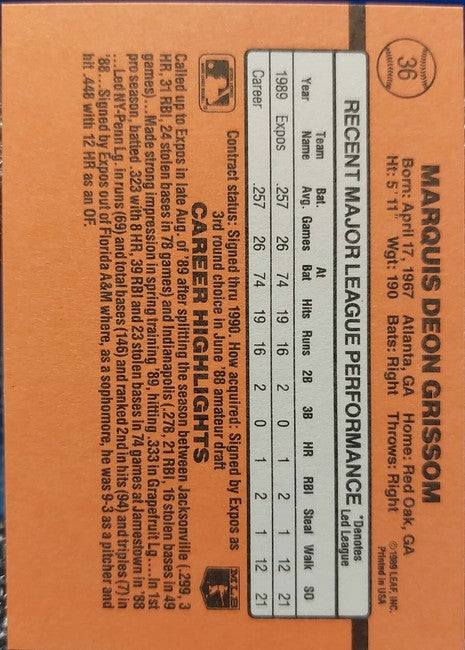 36
MARQUIS DEON GRISSOM
Born: April 17, 1967 Atlanta, GA Home: Red Oak, GA
Ht: 5' 11" Wgt: 190 Bats: Right Throws: Right
© 1989 LEAF, INC.
Printed in USA
RECENT MAJOR LEAGUE PERFORMANCE *Denotes Led League
Year Team Name Bat. Avg. Games At Bat Hits Runs 2B 3B HR RBI Steal Walk SO
1989 Expos .257 26 74 19 16 2 0 1 2 1 12 21
Career .257 26 74 19 16 2 0 1 2 1 12 21
Contract status: Signed thru 1990. How acquired: Signed by Expos as
3rd round choice in June '88 amateur draft
CAREER HIGHLIGHTS
MLB
Called up to Expos in late Aug. of '89 after splitting the season between Jacksonville (.299, 3
HR, 31 RBI, 24 stolen bases in 78 games) and Indianapolis (.278, 21 RBI, 16 stolen bases in 49
games)...Made strong impression in spring training '89, hitting .333 in Grapefruit Lg....In 1st
pro season, batted .323 with 8 HR, 39 RBI and 23 stolen bases in 74 games at Jamestown in '88
...Led NY-Penn Lg. in runs (69) and total bases (146) and ranked 2nd in hits (94) and triples (7) in
'88...Signed by Expos out of Florida A&M where, as a sophomore, he was 9-3 as a pitcher and
hit .448 with 12 HR as an OF.